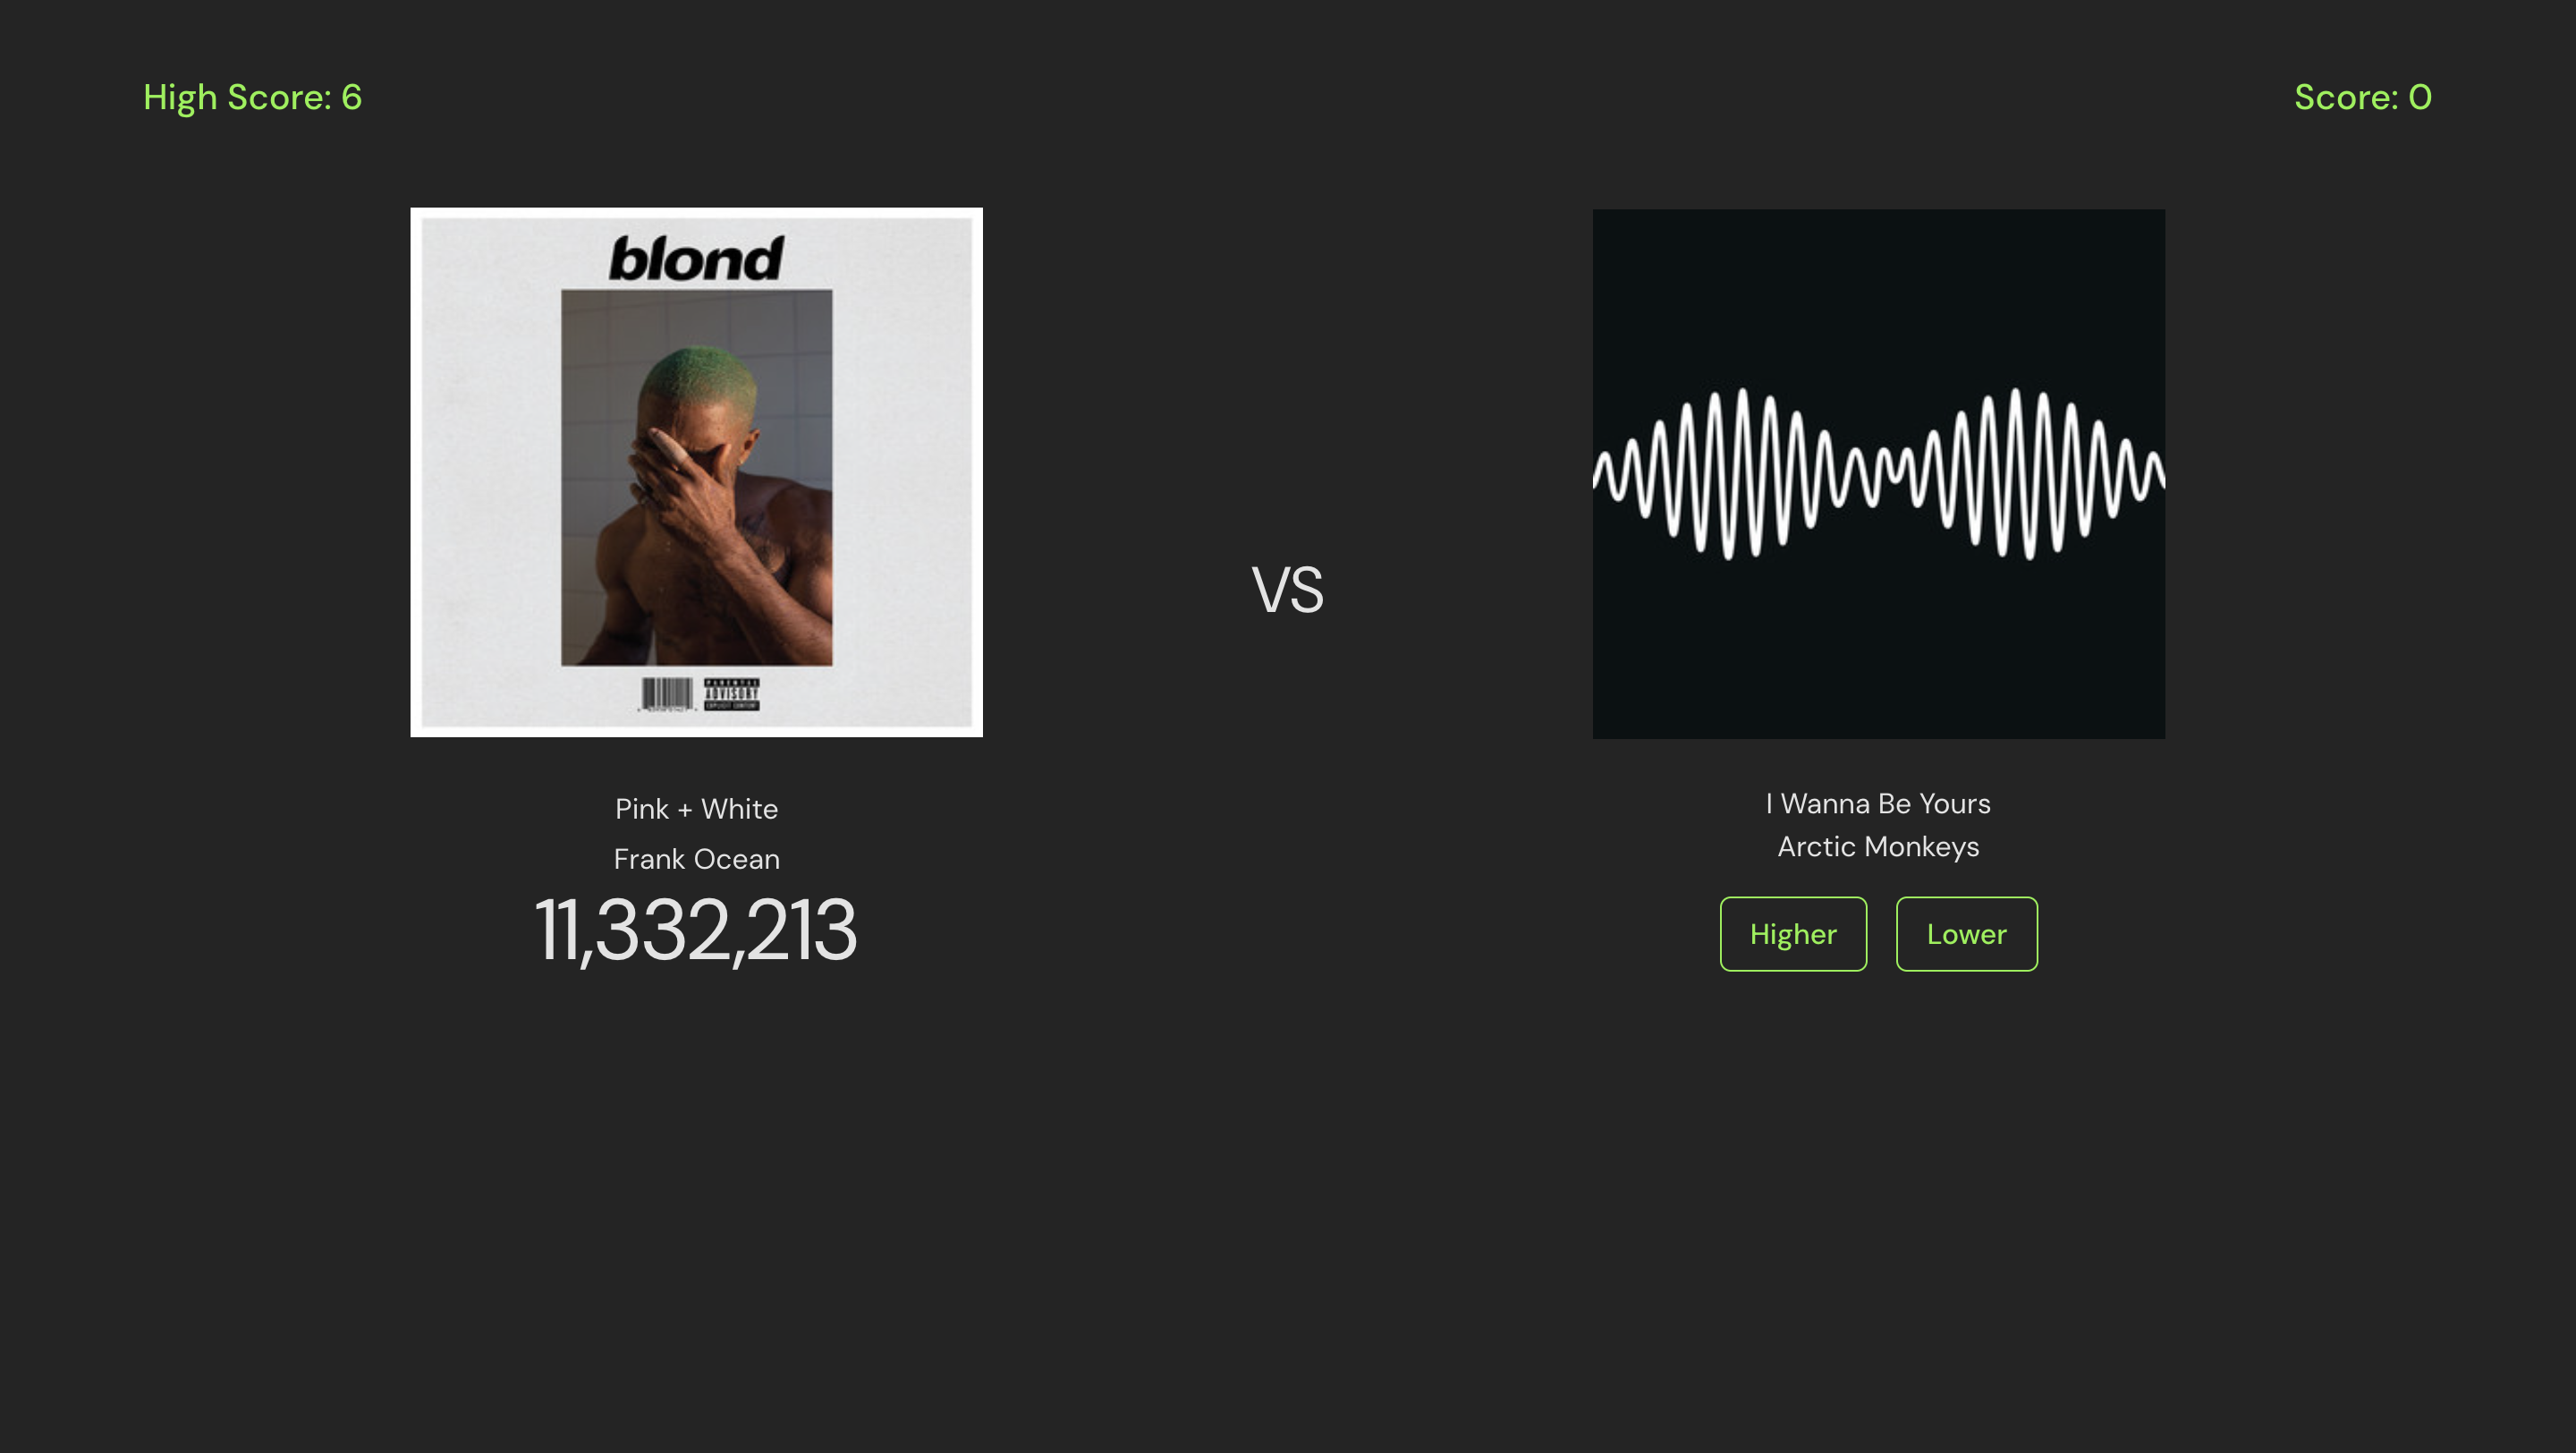 High Score: 6
Score: 0
blond
PARENTAL
ADVISORY
EXPLICIT CONTENT
VS
Pink + White
Frank Ocean
11,332,213
I Wanna Be Yours
Arctic Monkeys
Higher
Lower